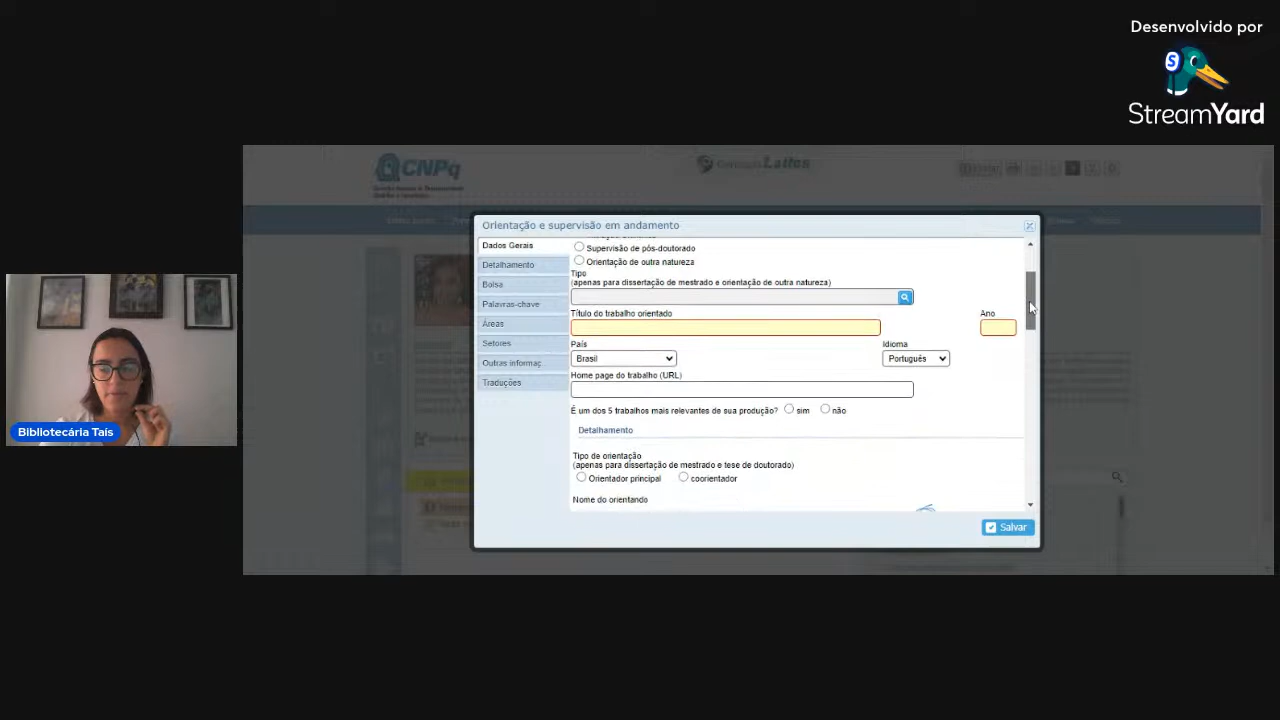 Desenvolvido por
StreamYard
CNPq
Lattes
Orientação e supervisão em andamento
Dados Gerais
Detalhamento
Bolsa
Palavras-chave
Áreas
Setores
Outras informaç...
Traduções
Supervisão de pós-doutorado
Orientação de outra natureza
Tipo
(apenas para dissertação de mestrado e orientação de outra natureza)
Título do trabalho orientado
Ano
País
Idioma
Brasil
Português
Home page do trabalho (URL)
É um dos 5 trabalhos mais relevantes de sua produção? sim não
Detalhamento
Tipo de orientação
(apenas para dissertação de mestrado e tese de doutorado)
Orientador principal coorientador
Nome do orientando
Salvar
Bibliotecária Taís